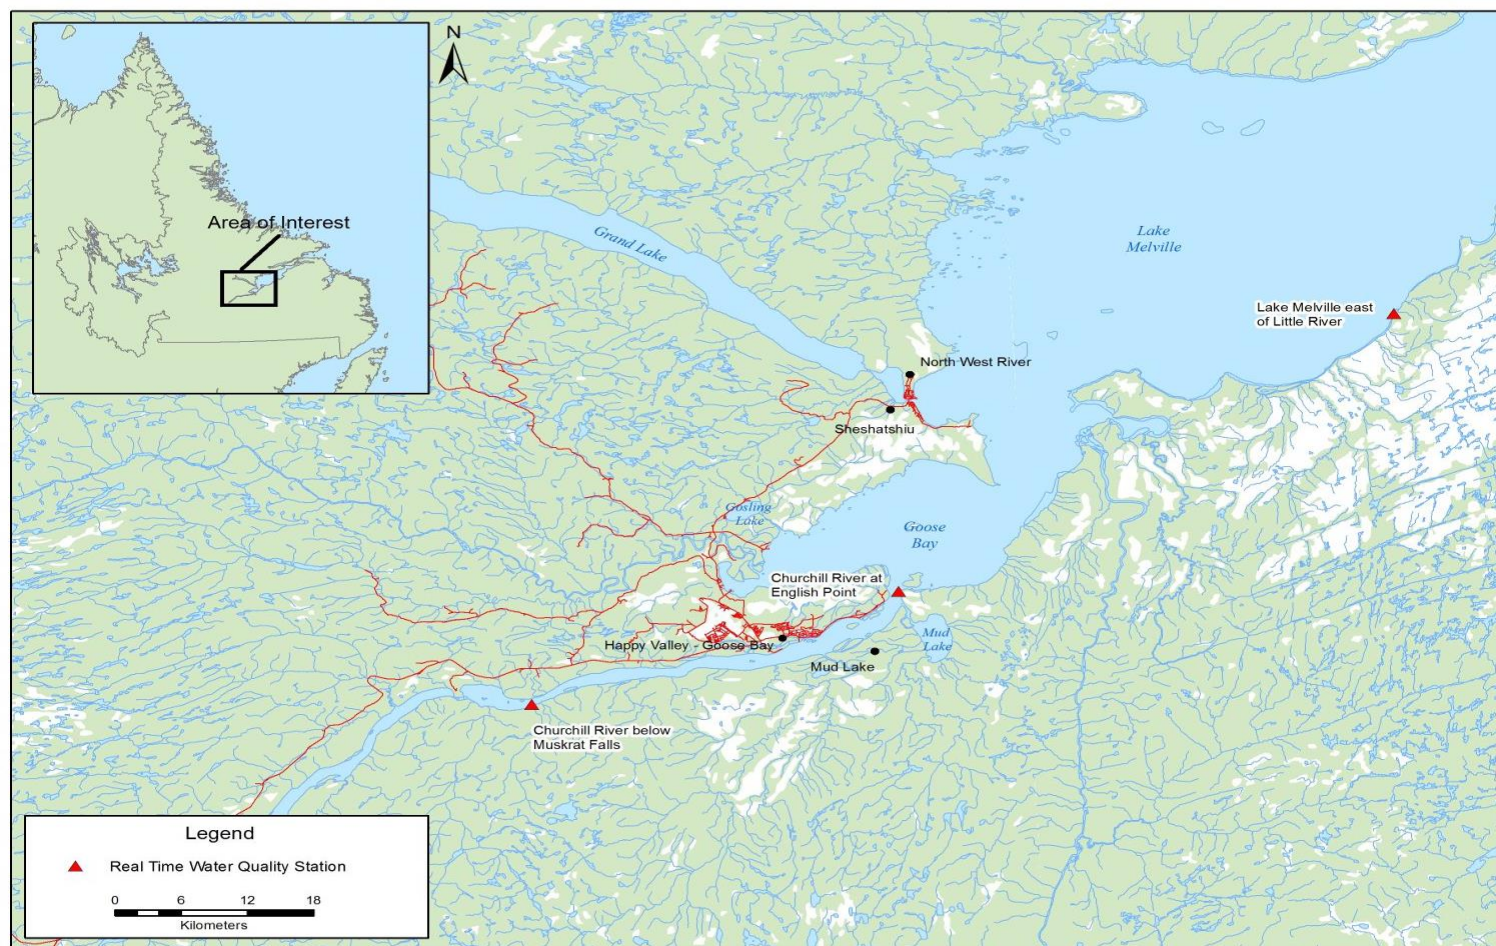 N
Area of Interest
Grand Lake
Lake
Melville
Lake Melville east
of Little River
North West River
Sheshatshiu
Gosling
Lake
Goose
Bay
Churchill River at
English Point
Mud
Lake
Happy Valley - Goose Bay
Mud Lake
Churchill River below
Muskrat Falls
Legend
Real Time Water Quality Station
0 6 12 18
Kilometers